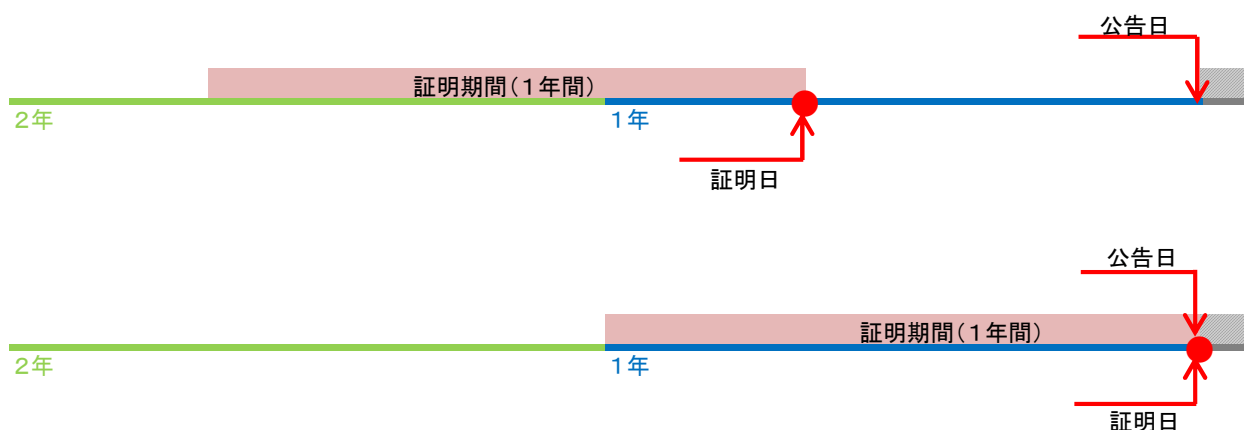 公告日
証明期間(1年間)
2年
1年
証明日
公告日
証明期間(1年間)
2年
1年
証明日